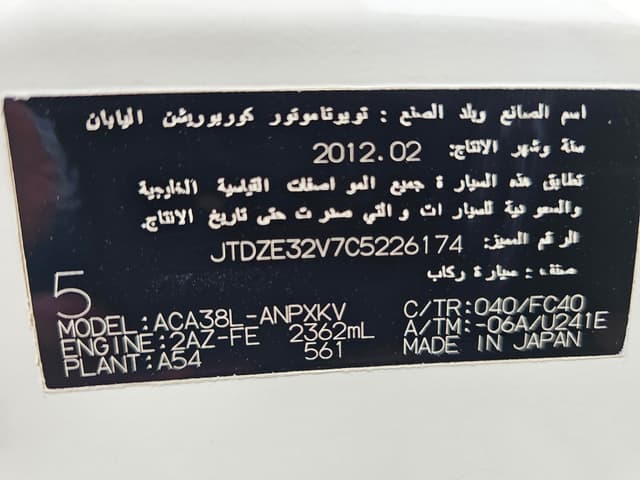 اسم الصانع وبلد الصنع : تويوتاموتور كوربوريشن اليابان
سنة وشهر الانتاج: 2012.02
تطابق هذه السيارة جميع المواصفات القياسية الخارجية
والسعودية للسيارات والتي صدرت حتى تاريخ الانتاج.
الرقم المميز: JTDZE32V7C5226174
صنف: سيارة ركاب
5
MODEL:ACA38L-ANPXKV C/TR:040/FC40
ENGINE:2AZ-FE 2362mL A/TM:-06A/U241E
PLANT:A54 561 MADE IN JAPAN